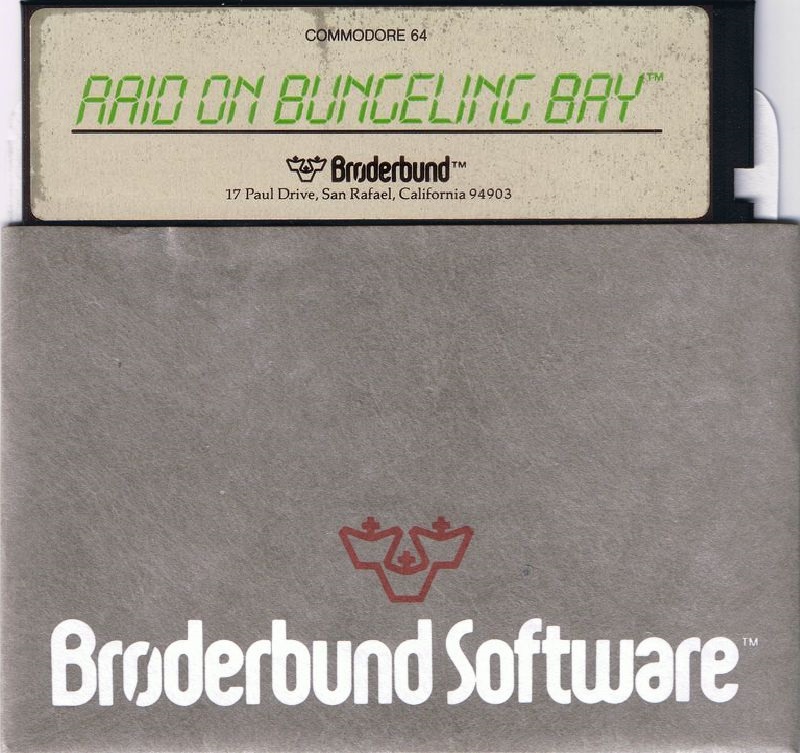 COMMODORE 64
RAID ON BUNGELING BAY™
Brøderbund™
17 Paul Drive, San Rafael, California 94903
Brøderbund Software™